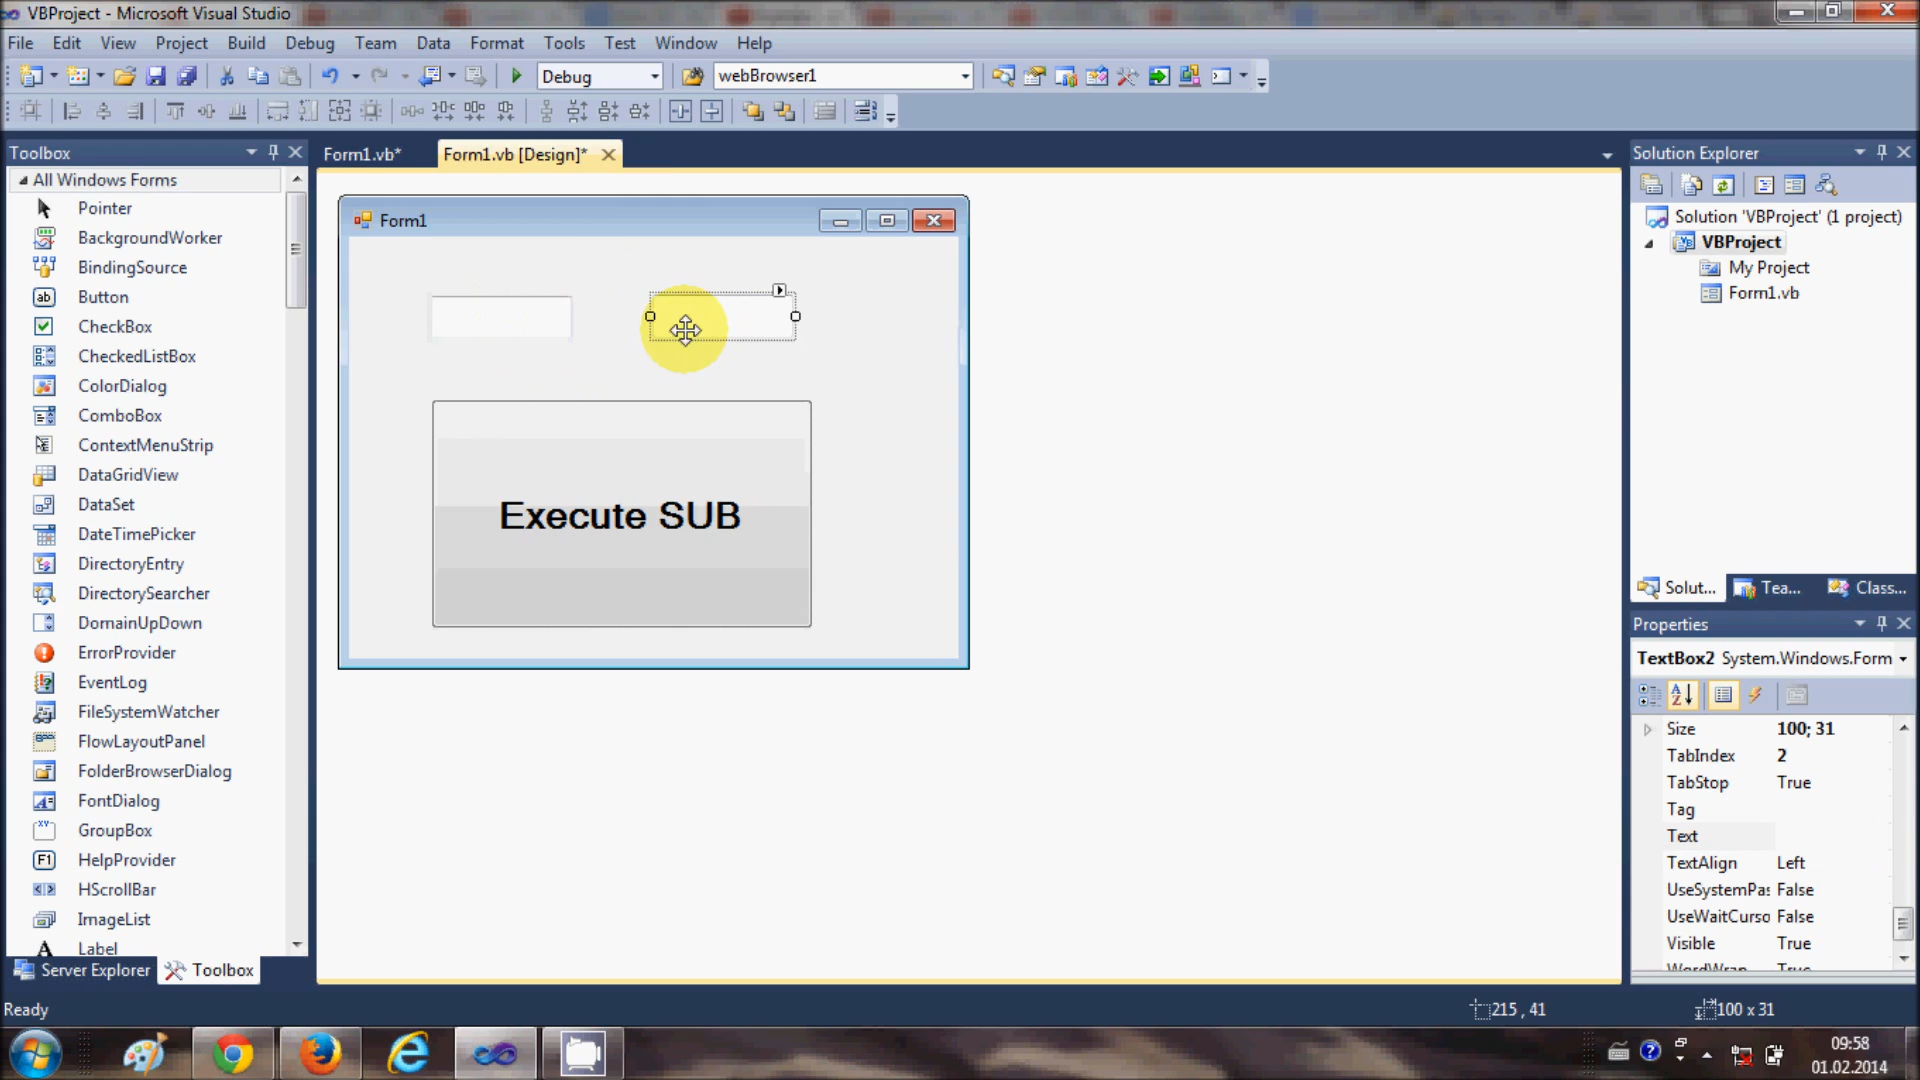 VBProject - Microsoft Visual Studio
File Edit View Project Build Debug Team Data Format Tools Test Window Help
Debug webBrowser1
Toolbox
Form1.vb* Form1.vb [Design]*
All Windows Forms
Pointer
BackgroundWorker
BindingSource
Button
CheckBox
CheckedListBox
ColorDialog
ComboBox
ContextMenuStrip
DataGridView
DataSet
DateTimePicker
DirectoryEntry
DirectorySearcher
DomainUpDown
ErrorProvider
EventLog
FileSystemWatcher
FlowLayoutPanel
FolderBrowserDialog
FontDialog
GroupBox
HelpProvider
HScrollBar
ImageList
Label
Server Explorer Toolbox
Form1
Execute SUB
Solution Explorer
Solution 'VBProject' (1 project)
VBProject
My Project
Form1.vb
Solut... Tea... Class...
Properties
TextBox2 System.Windows.Form
Size 100; 31
TabIndex 2
TabStop True
Tag
Text
TextAlign Left
UseSystemPas False
UseWaitCurso False
Visible True
WordWrap True
Ready 215 , 41 100 x 31
09:58
01.02.2014